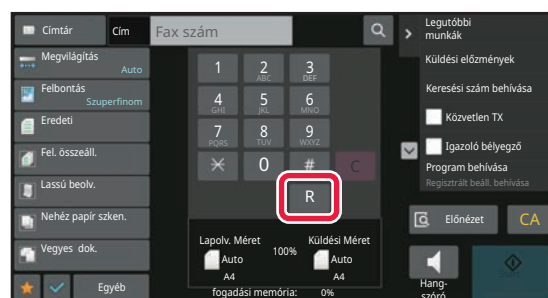 Címtár
Cím
Fax szám
Megvilágítás
Auto
Felbontás
Szuperfinom
Eredeti
Fel. összeáll.
Lassú beolv.
Nehéz papír szken.
Vegyes dok.
Egyéb
1
2
ABC
3
DEF
4
GHI
5
JKL
6
MNO
7
PQRS
8
TUV
9
WXYZ
0
#
C
R
Lapolv. Méret
Auto
A4
100%
Küldési Méret
Auto
A4
fogadási memória: 0%
Legutóbbi
munkák
Küldési előzmények
Keresési szám behívása
Közvetlen TX
Igazoló bélyegző
Program behívása
Regisztrált beáll. behívása
Előnézet
CA
Hang-
szóró
Start